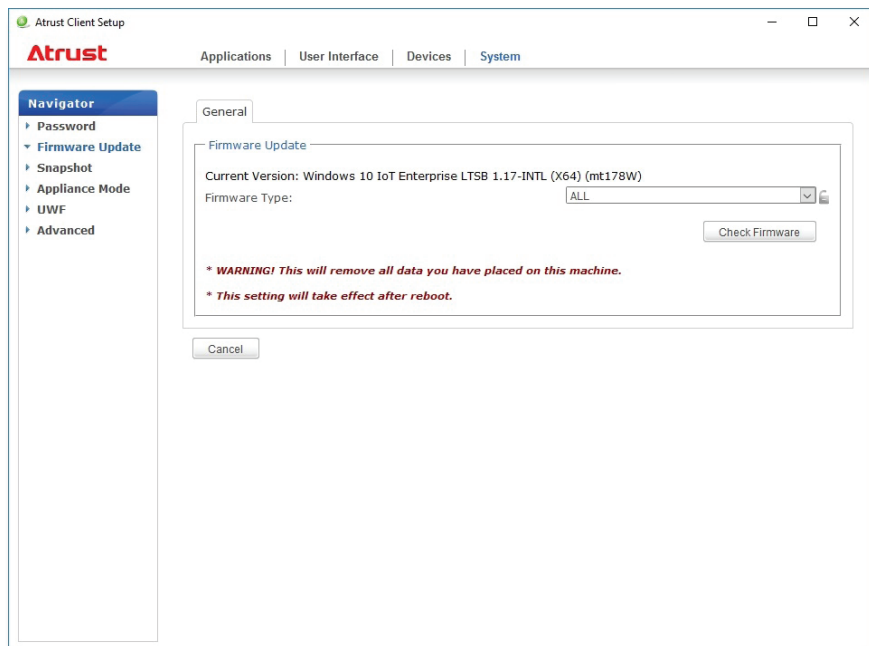 Atrust Client Setup
Atrust
Applications User Interface Devices System
Navigator
Password
Firmware Update
Snapshot
Appliance Mode
UWF
Advanced
General
Firmware Update
Current Version: Windows 10 IoT Enterprise LTSB 1.17-INTL (X64) (mt178W)
Firmware Type: ALL
Check Firmware
* WARNING! This will remove all data you have placed on this machine.
* This setting will take effect after reboot.
Cancel